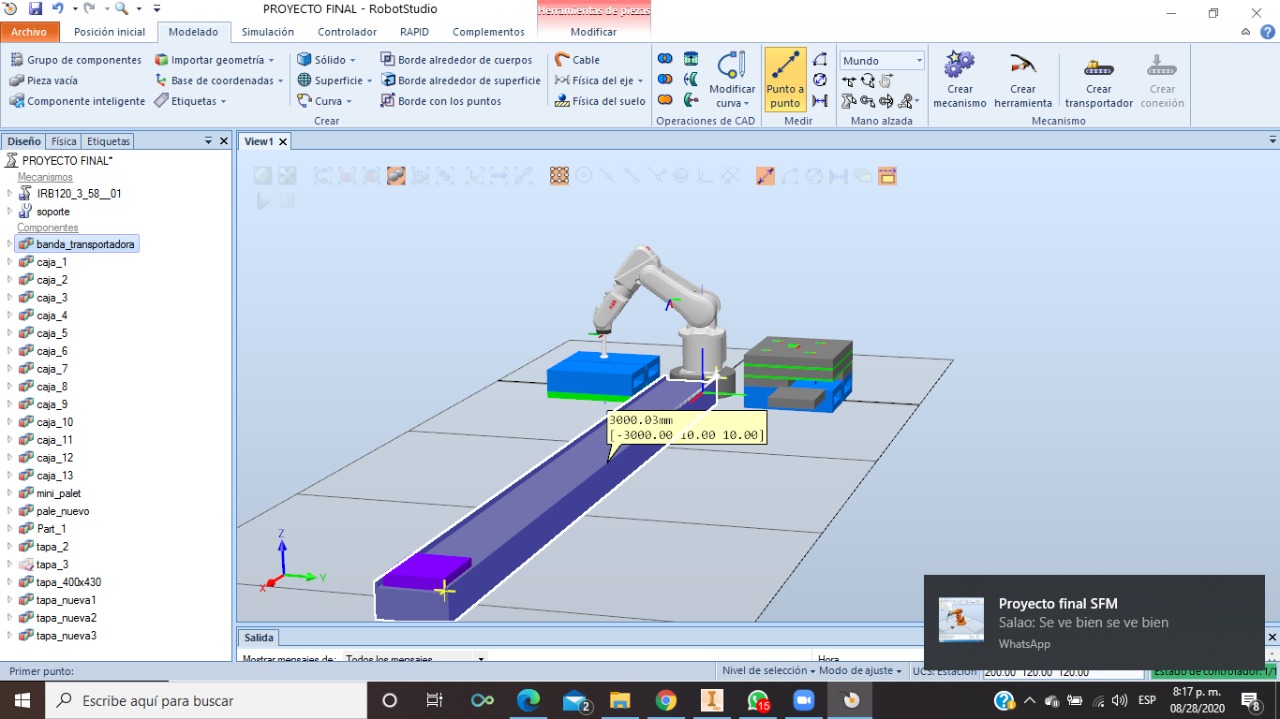 PROYECTO FINAL - RobotStudio
Herramientas de piezas
Archivo
Posición inicial
Modelado
Simulación
Controlador
RAPID
Complementos
Modificar
Grupo de componentes
Pieza vacía
Componente inteligente
Importar geometría
Base de coordenadas
Etiquetas
Sólido
Superficie
Curva
Borde alrededor de cuerpos
Borde alrededor de superficie
Borde con los puntos
Cable
Física del eje
Física del suelo
Crear
Modificar
curva
Operaciones de CAD
Punto a
punto
Medir
Mundo
Mano alzada
Crear
mecanismo
Crear
herramienta
Crear
transportador
Crear
conexión
Mecanismo
Diseño
Física
Etiquetas
View1
PROYECTO FINAL*
Mecanismos
IRB120_3_58__01
soporte
Componentes
banda_transportadora
caja_1
caja_2
caja_3
caja_4
caja_5
caja_6
caja_7
caja_8
caja_9
caja_10
caja_11
caja_12
caja_13
mini_palet
pale_nuevo
Part_1
tapa_2
tapa_3
tapa_400x430
tapa_nueva1
tapa_nueva2
tapa_nueva3
3000.03mm
[-3000.00 10.00 10.00]
Z
Y
X
Proyecto final SFM
Salao: Se ve bien se ve bien
WhatsApp
Salida
Mostrar mensajes de:
Todos los mensajes
Hora
Primer punto:
Nivel de selección
Modo de ajuste
UCS: Estación
200.00 120.00 120.00
Estado de controlador: 1/1
Escribe aquí para buscar
2
15
ESP
8:17 p. m.
08/28/2020
8